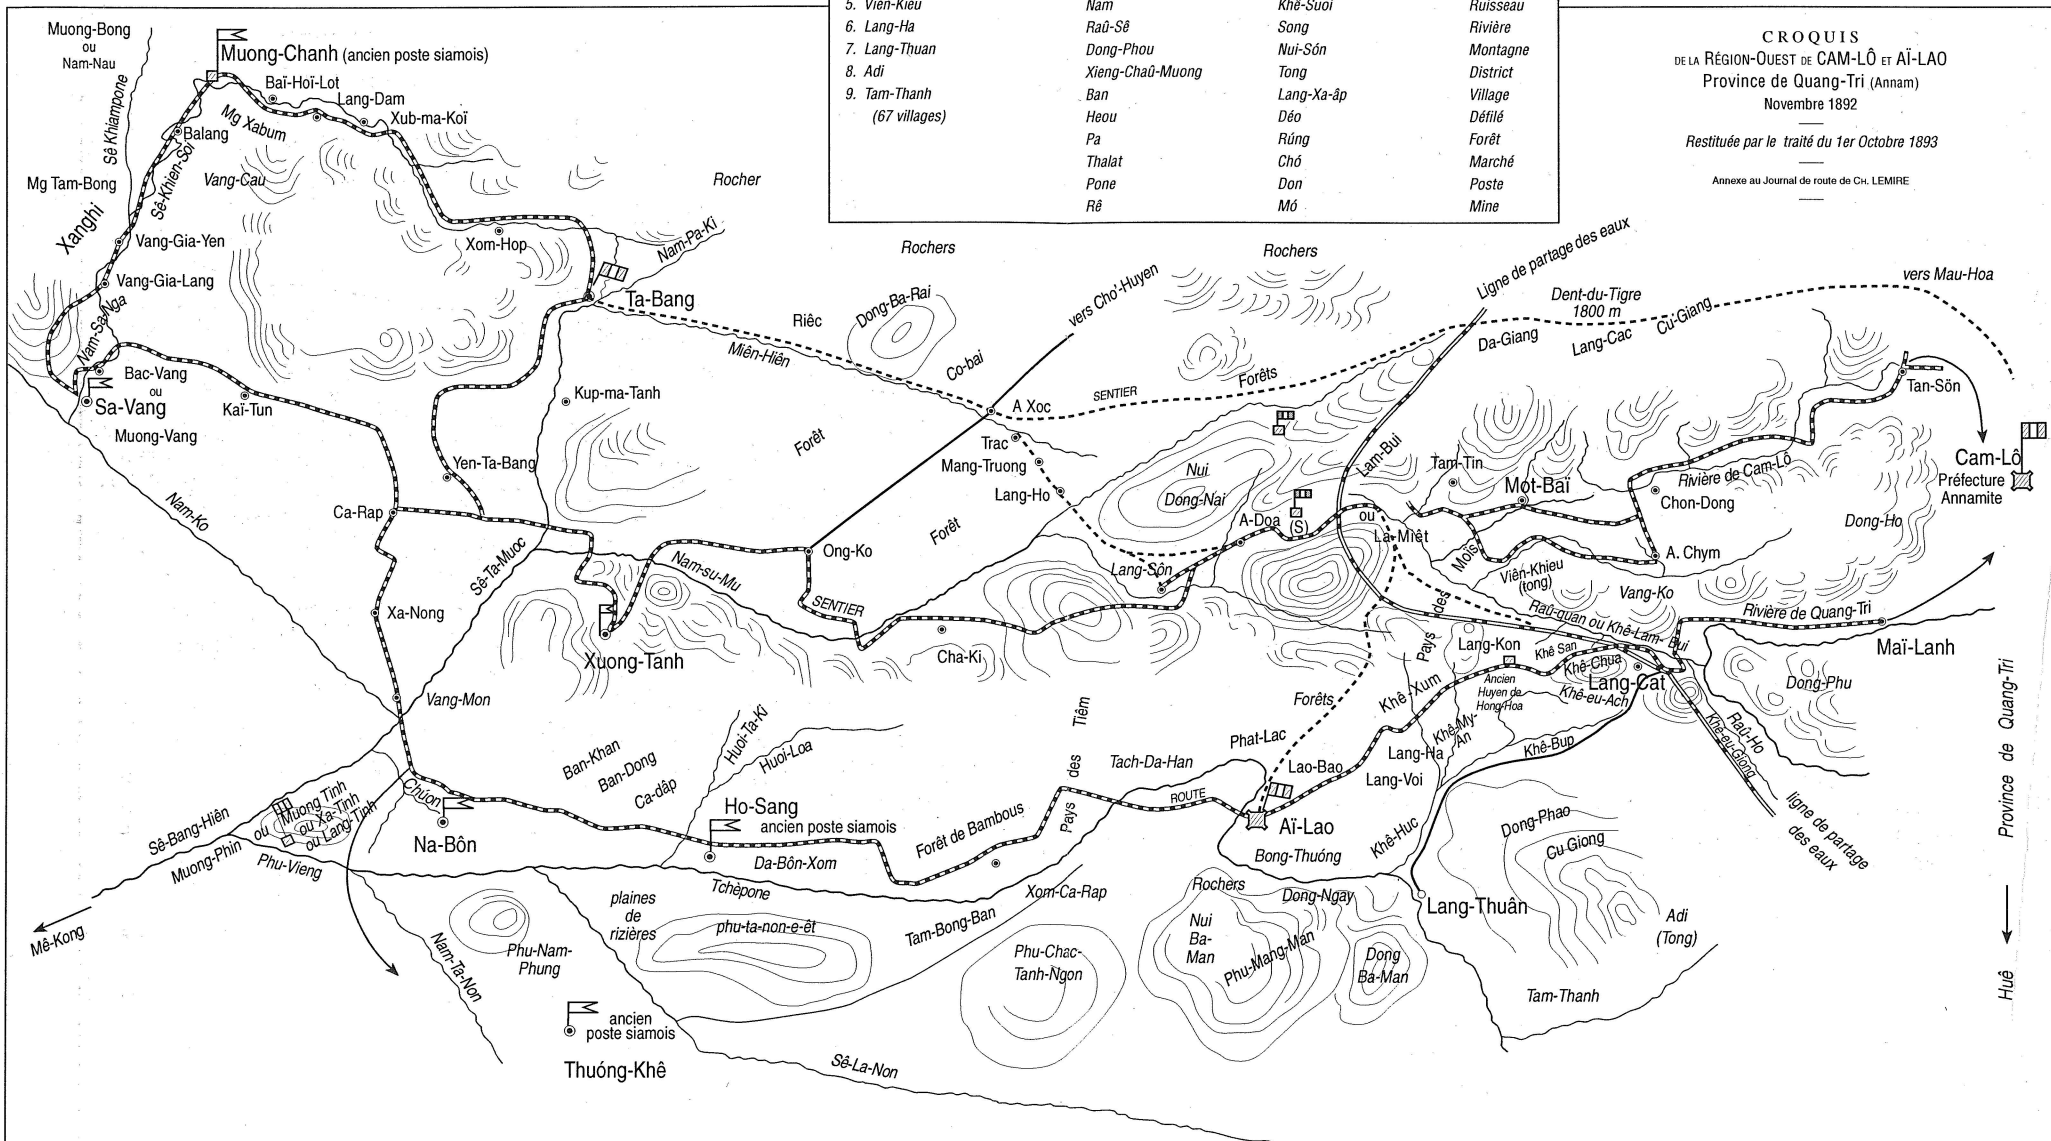 5. Vien-Kieu Nam Khê-Suoi Ruisseau
6. Lang-Ha Raû-Sê Song Rivière
7. Lang-Thuan Dong-Phou Nui-Són Montagne
8. Adi Xieng-Chaû-Muong Tong District
9. Tam-Thanh Ban Lang-Xa-âp Village
(67 villages) Heou Déo Défilé
Pa Rúng Forêt
Thalat Chó Marché
Pone Don Poste
Rê Mó Mine
CROQUIS
DE LA RÉGION-OUEST DE CAM-LÔ ET AÏ-LAO
Province de Quang-Tri (Annam)
Novembre 1892
Restituée par le traité du 1er Octobre 1893
Annexe au Journal de route de CH. LEMIRE
Muong-Bong
ou
Nam-Nau
Muong-Chanh (ancien poste siamois)
Sê Khiampone
Baï-Hoï-Lot
Lang-Dam
Mg Xabum
Xub-ma-Koï
Balang
Mg Tam-Bong
Sê-Khien-Soi
Vang-Cau
Rocher
Xanghi
Vang-Gia-Yen
Xom-Hop
Nam-Pa-Ki
Rochers
Rochers
Ligne de partage des eaux
Vang-Gia-Lang
Ta-Bang
Riêc
Dong-Ba-Rai
vers Cho'-Huyen
Dent-du-Tigre
1800 m
vers Mau-Hoa
Nam-Sa-Nga
Miên-Hiên
Co-bai
Da-Giang
Lang-Cac
Cu-Giang
Bac-Vang
ou
Sa-Vang
Muong-Vang
Kaï-Tun
Kup-ma-Tanh
A Xoc
SENTIER
Forêts
Tan-Sön
Forêt
Trac
Mang-Truong
Lang-Ho
Nui
Dong-Nai
Lam-Bui
Tam-Tin
Mot-Baï
Rivière de Cam-Lô
Chon-Dong
Cam-Lô
Préfecture
Annamite
Yen-Ta-Bang
Nam-Ko
Ca-Rap
Forêt
A-Doa
(S)
ou
La-Miêt
Dong-Ho
Sê-Ta-Muoc
Nam-su-Mu
Ong-Ko
Lang-Sôn
Moïs
A. Chym
Viên-Khieu
(tong)
Vang-Ko
Xa-Nong
SENTIER
des
Pays
Raû-quan ou Khê-Lam-Bui
Rivière de Quang-Tri
Maï-Lanh
Xuong-Tanh
Cha-Ki
Lang-Kon
Khê San
Khê-Chua
Lang-Cat
Vang-Mon
Forêts
Khê-Xum
Ancien
Huyen de
Hong-Hoa
Khê-eu-Ach
Dong-Phu
Huoi-Ta-Ki
Huoi-Loa
Tiêm
des
Pays
Phat-Lac
Khê-My-
An
Khê-Bup
Raû-Ho
Khê-eu-Giong
Ban-Khan
Ban-Dong
Ca-dâp
Tach-Da-Han
Lao-Bao
Lang-Ha
Lang-Voi
Province de Quang-Tri
Sê-Bang-Hiên
ou
Muong Tinh
ou Xa-Tinh
ou Lang-Tinh
Chúon
Na-Bôn
Ho-Sang
ancien poste siamois
ROUTE
Aï-Lao
Dong-Phao
Cu Giong
ligne de partage
des eaux
Muong-Phin
Phu-Vieng
Da-Bôn-Xom
Forêt de Bambous
Bong-Thuóng
Khê-Huc
Tchèpone
plaines
de
rizières
phu-ta-non-e-êt
Xom-Ca-Rap
Tam-Bong-Ban
Rochers
Dong-Ngay
Lang-Thuân
Mê-Kong
Nam-Ta-Non
Phu-Nam-
Phung
Phu-Chac-
Tanh-Ngon
Nui
Ba-
Man
Phu-Mang-Man
Dong
Ba-Man
Adi
(Tong)
Tam-Thanh
Huê
ancien
poste siamois
Thuóng-Khê
Sê-La-Non